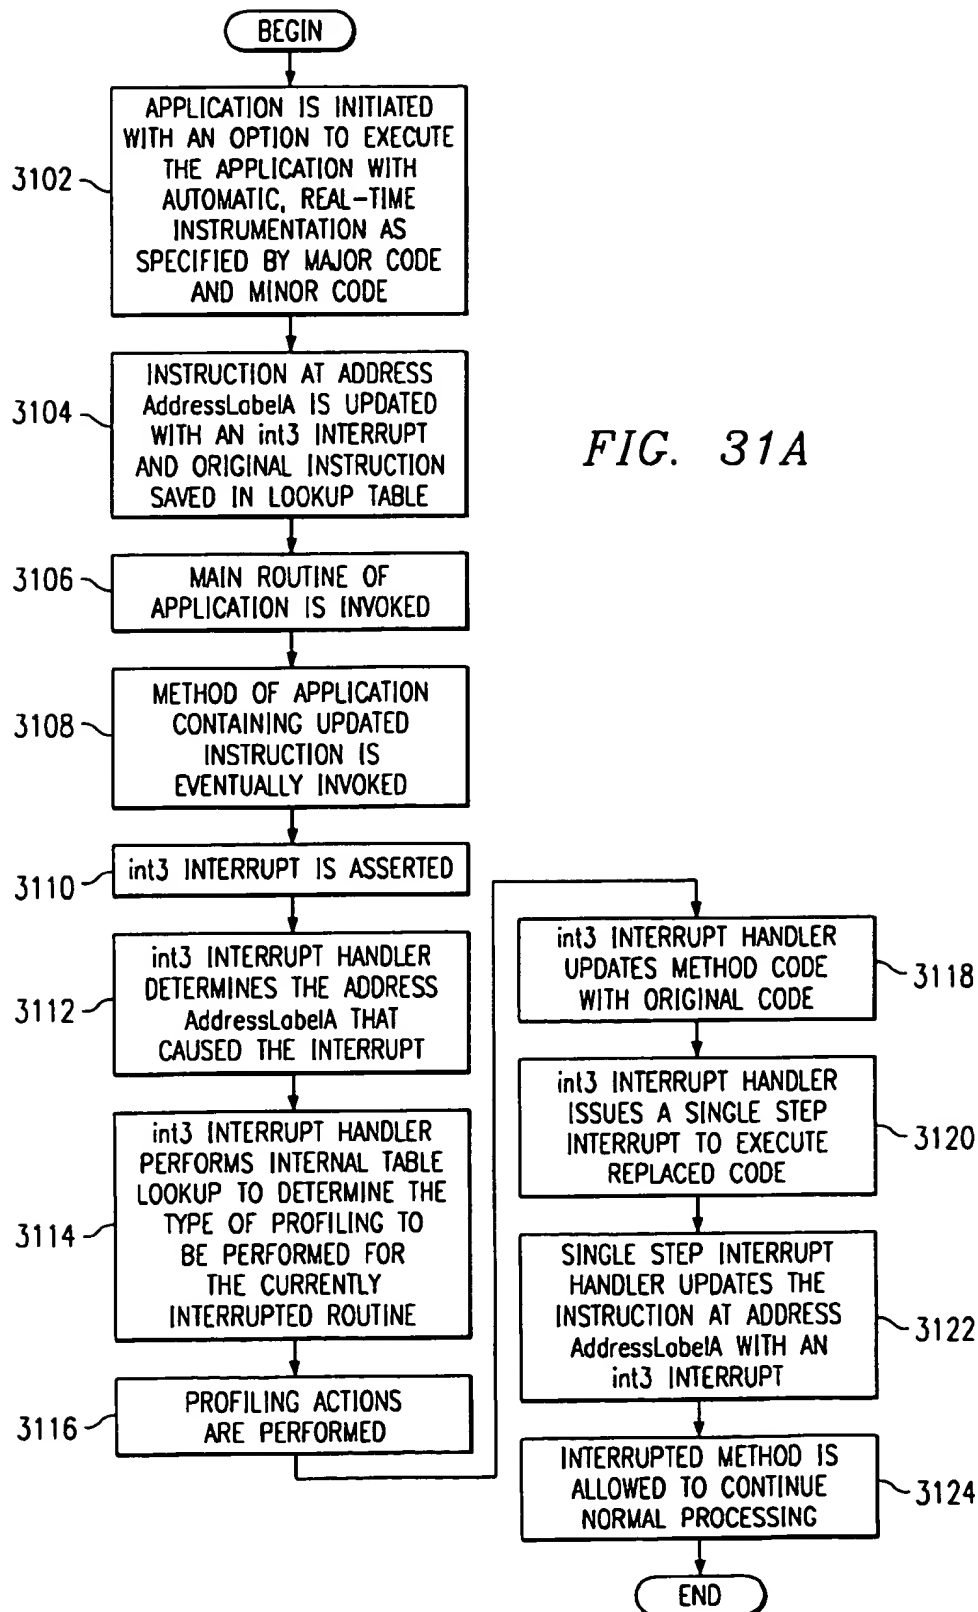 BEGIN
3102
APPLICATION IS INITIATED
WITH AN OPTION TO EXECUTE
THE APPLICATION WITH
AUTOMATIC, REAL-TIME
INSTRUMENTATION AS
SPECIFIED BY MAJOR CODE
AND MINOR CODE
3104
INSTRUCTION AT ADDRESS
AddressLabelA IS UPDATED
WITH AN int3 INTERRUPT
AND ORIGINAL INSTRUCTION
SAVED IN LOOKUP TABLE
FIG. 31A
3106
MAIN ROUTINE OF
APPLICATION IS INVOKED
3108
METHOD OF APPLICATION
CONTAINING UPDATED
INSTRUCTION IS
EVENTUALLY INVOKED
3110
int3 INTERRUPT IS ASSERTED
3112
int3 INTERRUPT HANDLER
DETERMINES THE ADDRESS
AddressLabelA THAT
CAUSED THE INTERRUPT
3114
int3 INTERRUPT HANDLER
PERFORMS INTERNAL TABLE
LOOKUP TO DETERMINE THE
TYPE OF PROFILING TO
BE PERFORMED FOR
THE CURRENTLY
INTERRUPTED ROUTINE
3116
PROFILING ACTIONS
ARE PERFORMED
int3 INTERRUPT HANDLER
UPDATES METHOD CODE
WITH ORIGINAL CODE
3118
int3 INTERRUPT HANDLER
ISSUES A SINGLE STEP
INTERRUPT TO EXECUTE
REPLACED CODE
3120
SINGLE STEP INTERRUPT
HANDLER UPDATES THE
INSTRUCTION AT ADDRESS
AddressLabelA WITH AN
int3 INTERRUPT
3122
INTERRUPTED METHOD IS
ALLOWED TO CONTINUE
NORMAL PROCESSING
3124
END